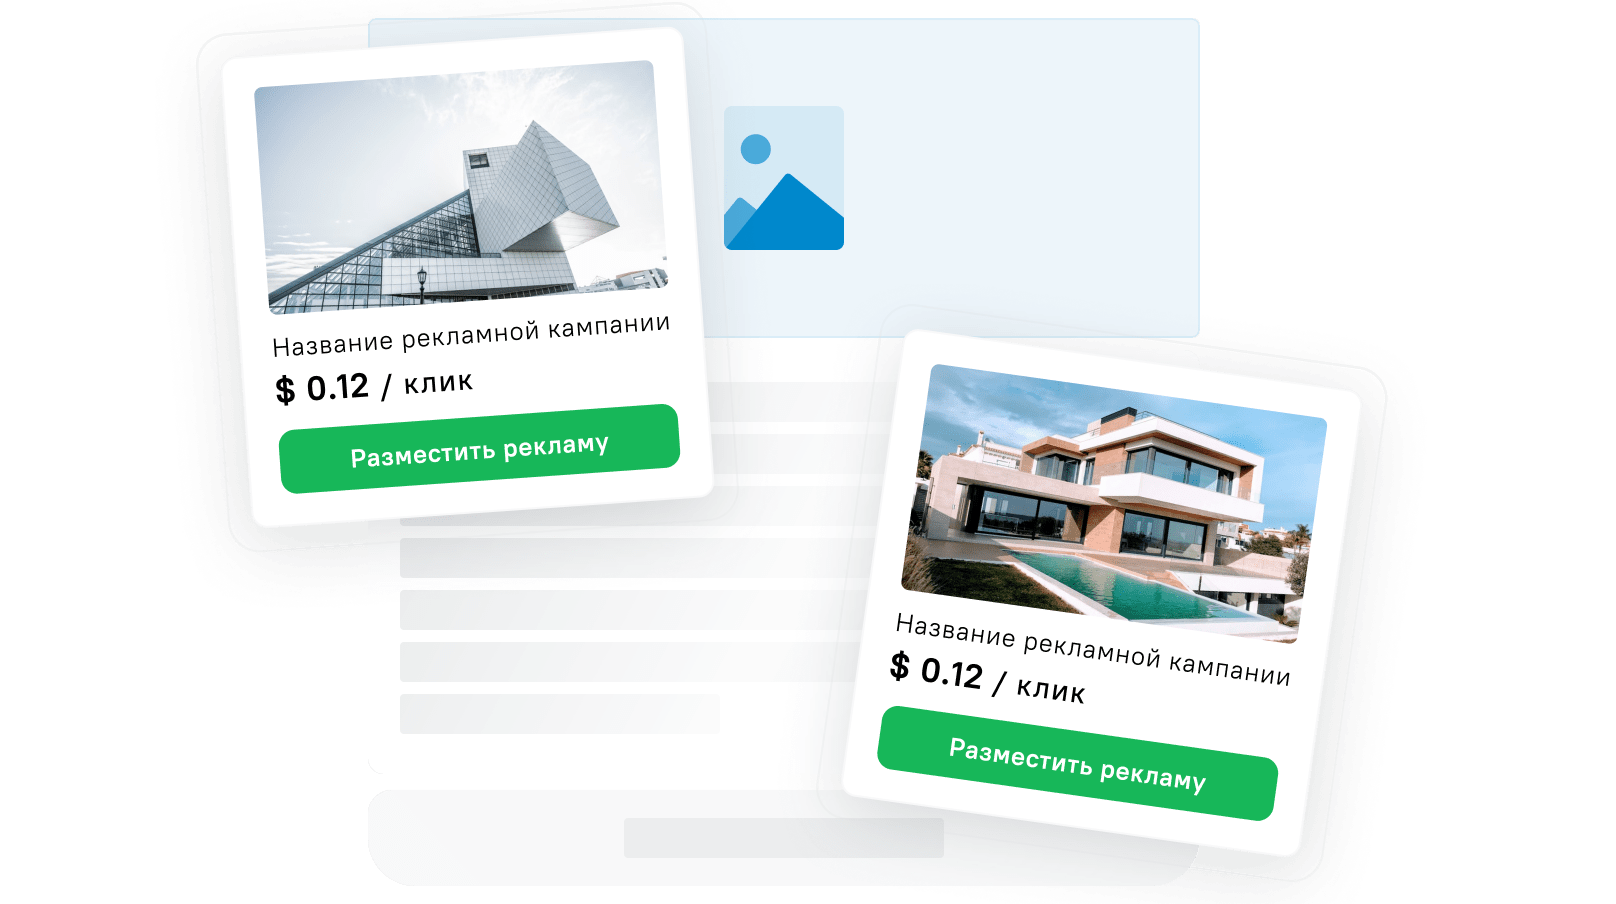 Название рекламной кампании
$ 0.12 / клик
Разместить рекламу
Название рекламной кампании
$ 0.12 / клик
Разместить рекламу